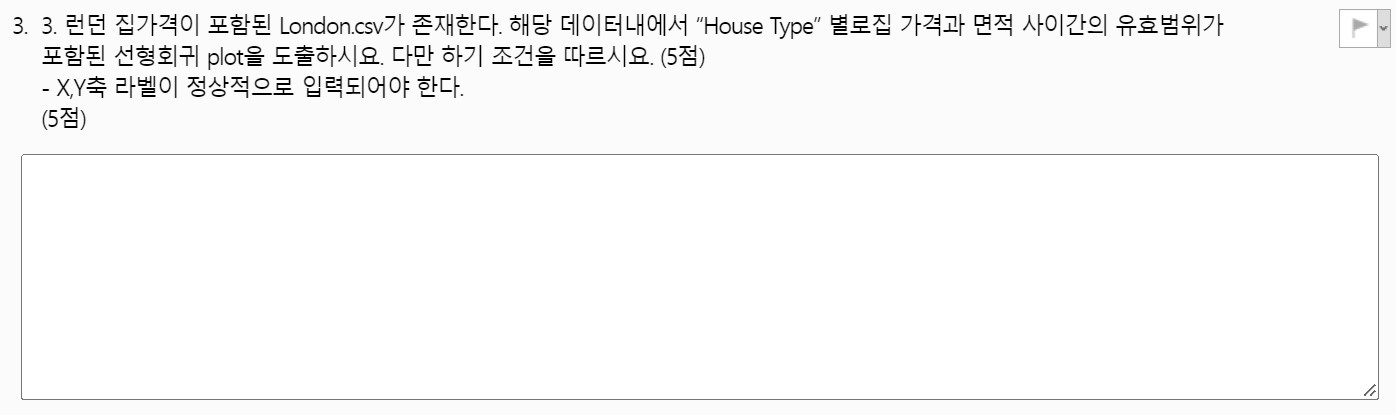 3. 3. 런던 집가격이 포함된 London.csv가 존재한다. 해당 데이터내에서 “House Type” 별로집 가격과 면적 사이간의 유효범위가
포함된 선형회귀 plot을 도출하시요. 다만 하기 조건을 따르시요. (5점)
- X,Y축 라벨이 정상적으로 입력되어야 한다.
(5점)